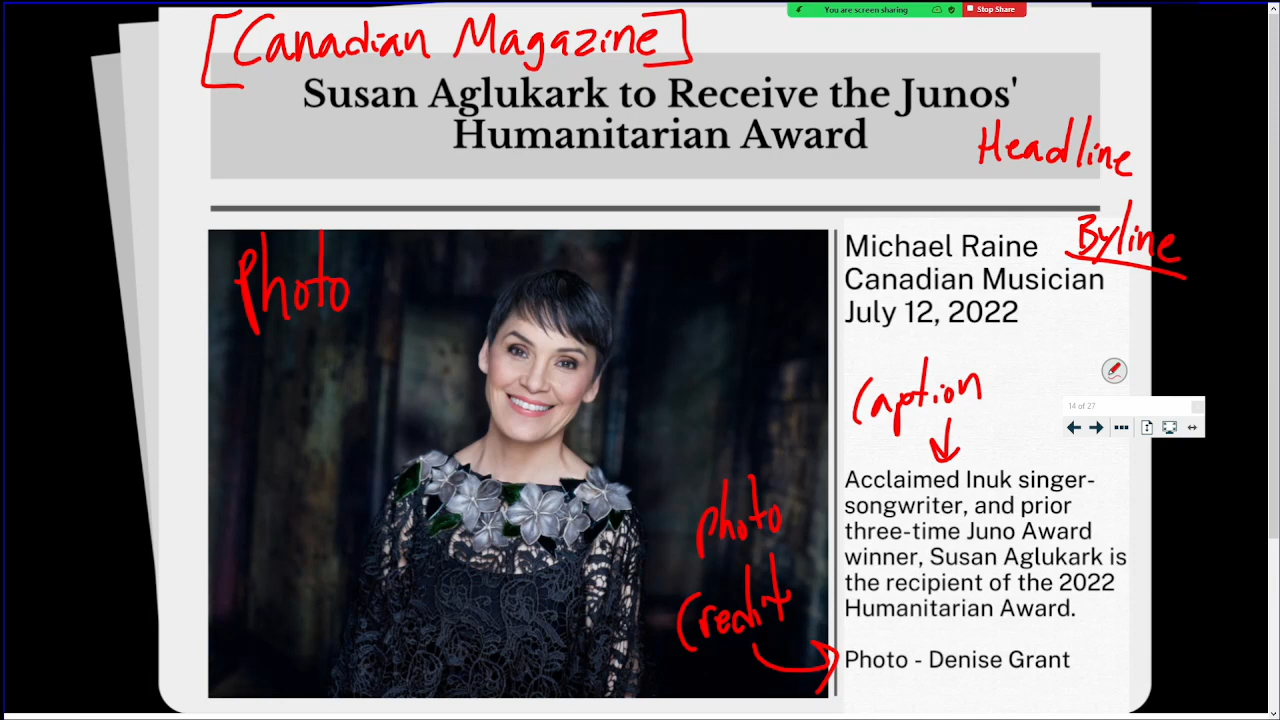 You are screen sharing
Stop Share
[Canadian Magazine]
Susan Aglukark to Receive the Junos'
Humanitarian Award
Headline
Photo
Byline
Michael Raine
Canadian Musician
July 12, 2022
Caption
14 of 27
Acclaimed Inuk singer-
songwriter, and prior
three-time Juno Award
winner, Susan Aglukark is
the recipient of the 2022
Humanitarian Award.
photo
credit
Photo - Denise Grant